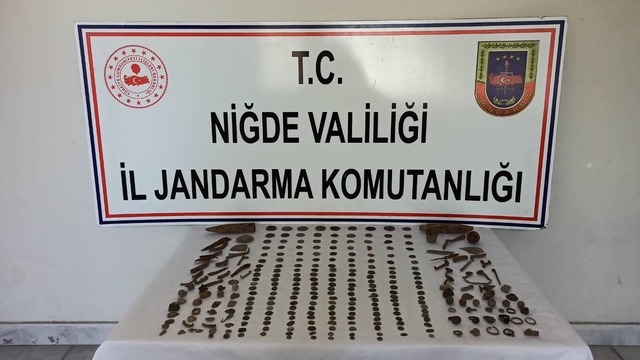 T.C.
NİĞDE VALİLİĞİ
İL JANDARMA KOMUTANLIĞI